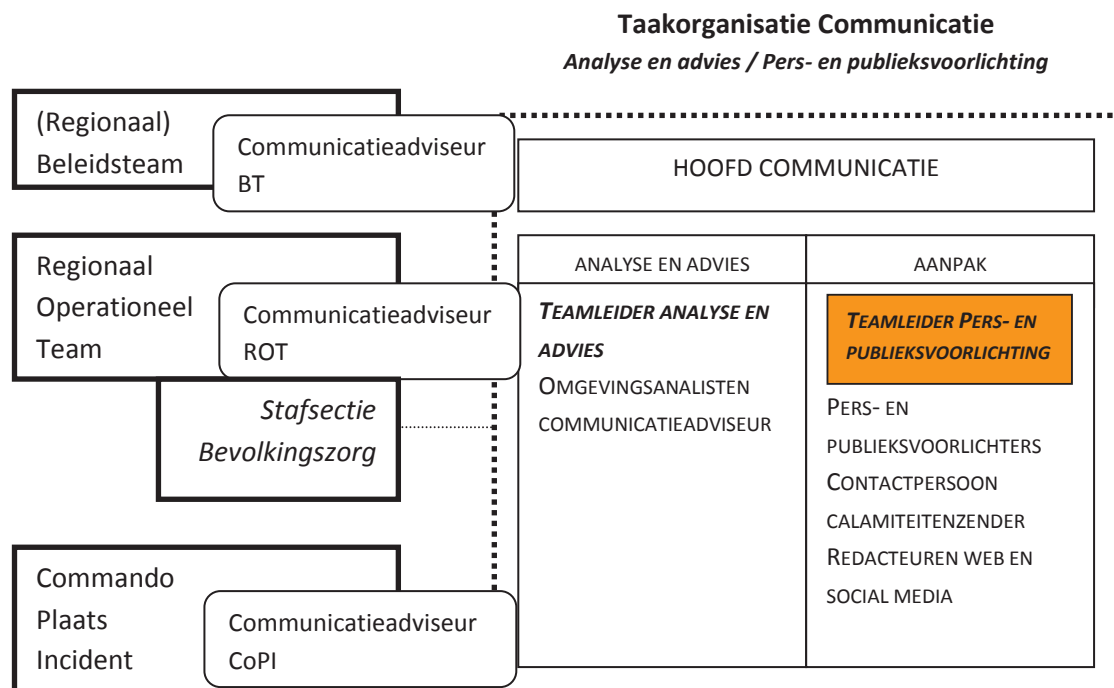 Taakorganisatie Communicatie
Analyse en advies / Pers- en publieksvoorlichting
(Regionaal)
Beleidsteam
Communicatieadviseur
BT
HOOFD COMMUNICATIE
Regionaal
Operationeel
Team
Communicatieadviseur
ROT
Stafsectie
Bevolkingszorg
ANALYSE EN ADVIES
TEAMLEIDER ANALYSE EN
ADVIES
OMGEVINGSANALISTEN
COMMUNICATIEADVISEUR
AANPAK
TEAMLEIDER PERS- EN
PUBLIEKSVOORLICHTING
PERS- EN
PUBLIEKSVOORLICHTERS
CONTACTPERSOON
CALAMITEITENZENDER
REDACTEUREN WEB EN
SOCIAL MEDIA
Commando
Plaats
Incident
Communicatieadviseur
CoPI